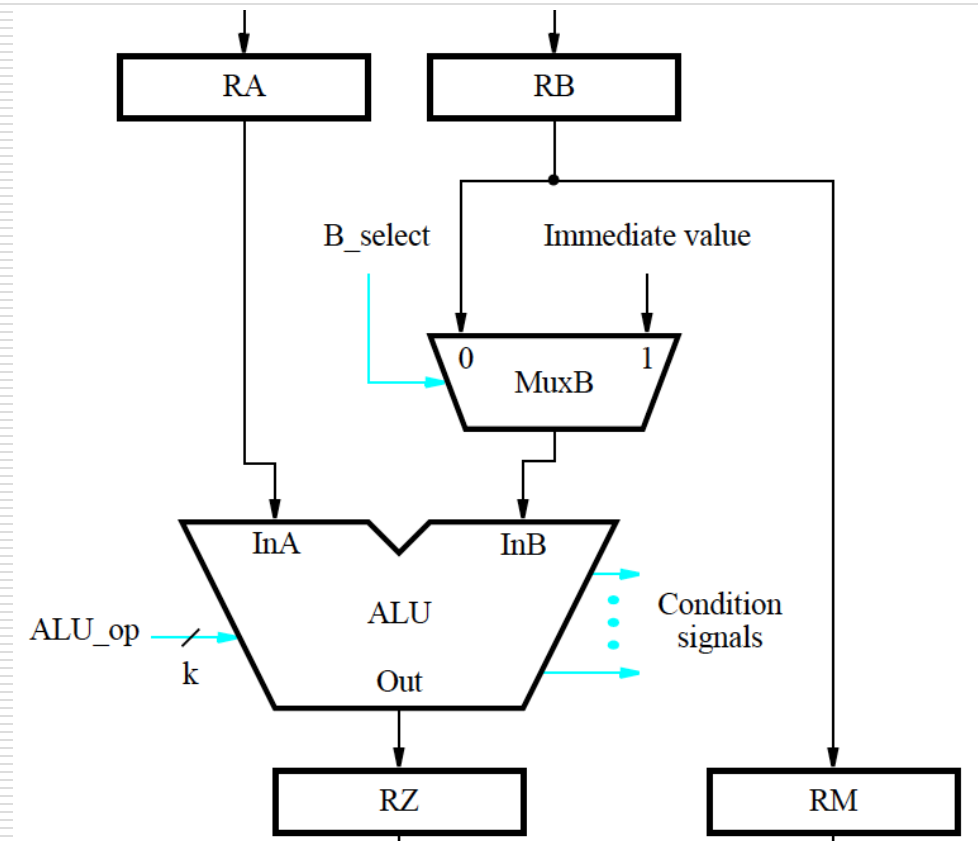 RA
RB
B_select
Immediate value
0
1
MuxB
InA
InB
ALU_op
k
ALU
Condition
signals
Out
RZ
RM